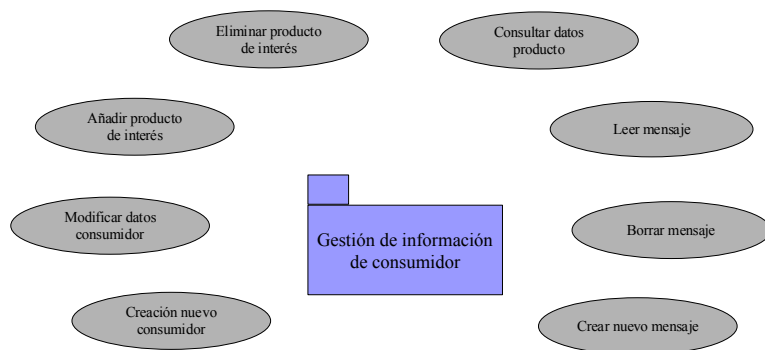 Eliminar producto
de interés
Consultar datos
producto
Añadir producto
de interés
Leer mensaje
Modificar datos
consumidor
Gestión de información
de consumidor
Borrar mensaje
Creación nuevo
consumidor
Crear nuevo mensaje